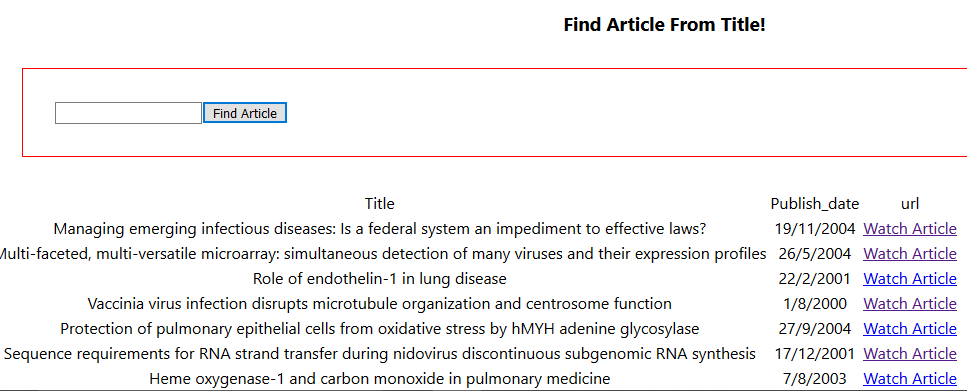 Find Article From Title!
Find Article
Title Publish_date url
Managing emerging infectious diseases: Is a federal system an impediment to effective laws? 19/11/2004 Watch Article
Multi-faceted, multi-versatile microarray: simultaneous detection of many viruses and their expression profiles 26/5/2004 Watch Article
Role of endothelin-1 in lung disease 22/2/2001 Watch Article
Vaccinia virus infection disrupts microtubule organization and centrosome function 1/8/2000 Watch Article
Protection of pulmonary epithelial cells from oxidative stress by hMYH adenine glycosylase 27/9/2004 Watch Article
Sequence requirements for RNA strand transfer during nidovirus discontinuous subgenomic RNA synthesis 17/12/2001 Watch Article
Heme oxygenase-1 and carbon monoxide in pulmonary medicine 7/8/2003 Watch Article